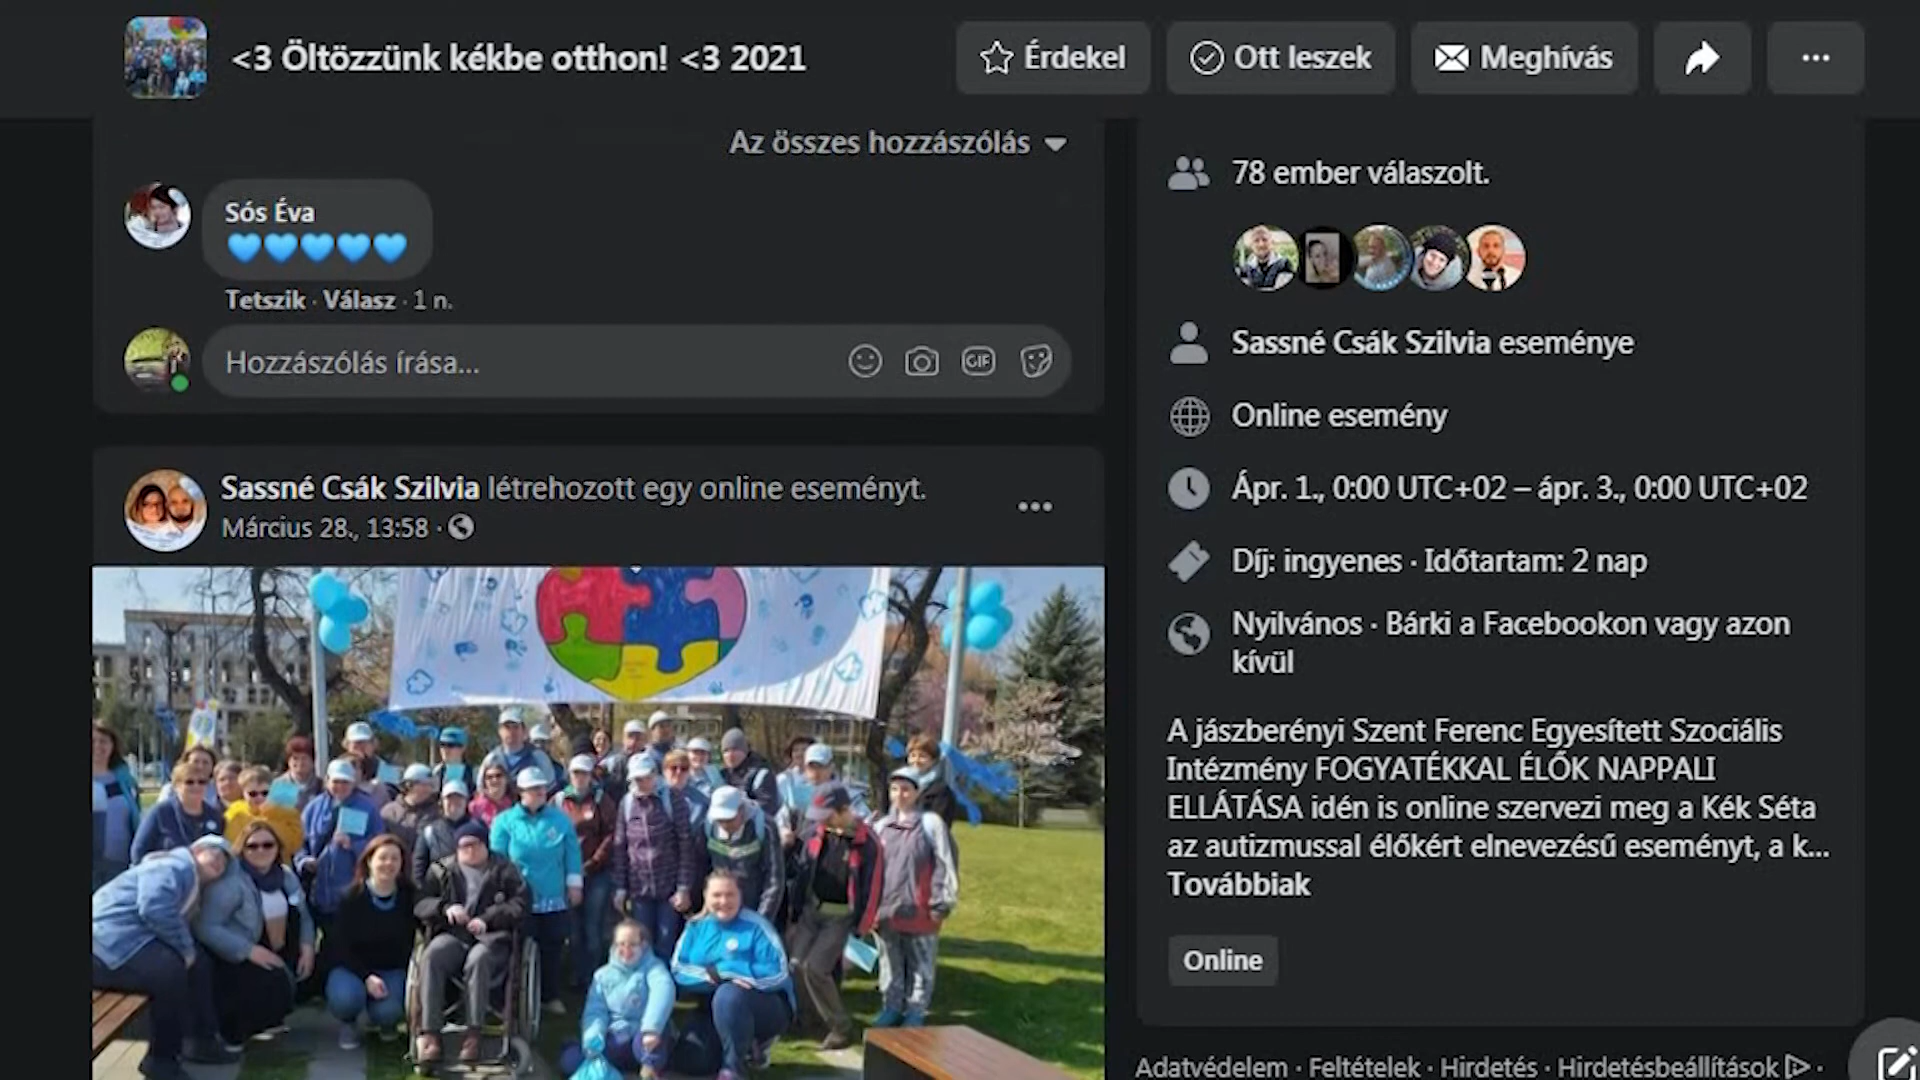 <3 Öltözzünk kékbe otthon! <3 2021
Érdekel
Ott leszek
Meghívás
Az összes hozzászólás
Sós Éva
Tetszik · Válasz · 1 n.
Hozzászólás írása...
GIF
Sassné Csák Szilvia létrehozott egy online eseményt.
Március 28., 13:58 ·
78 ember válaszolt.
Sassné Csák Szilvia eseménye
Online esemény
Ápr. 1., 0:00 UTC+02 – ápr. 3., 0:00 UTC+02
Díj: ingyenes · Időtartam: 2 nap
Nyilvános · Bárki a Facebookon vagy azon
kívül
A jászberényi Szent Ferenc Egyesített Szociális
Intézmény FOGYATÉKKAL ÉLŐK NAPPALI
ELLÁTÁSA idén is online szervezi meg a Kék Séta
az autizmussal élőkért elnevezésű eseményt, a k...
Továbbiak
Online
Adatvédelem · Feltételek · Hirdetés · Hirdetésbeállítások ·